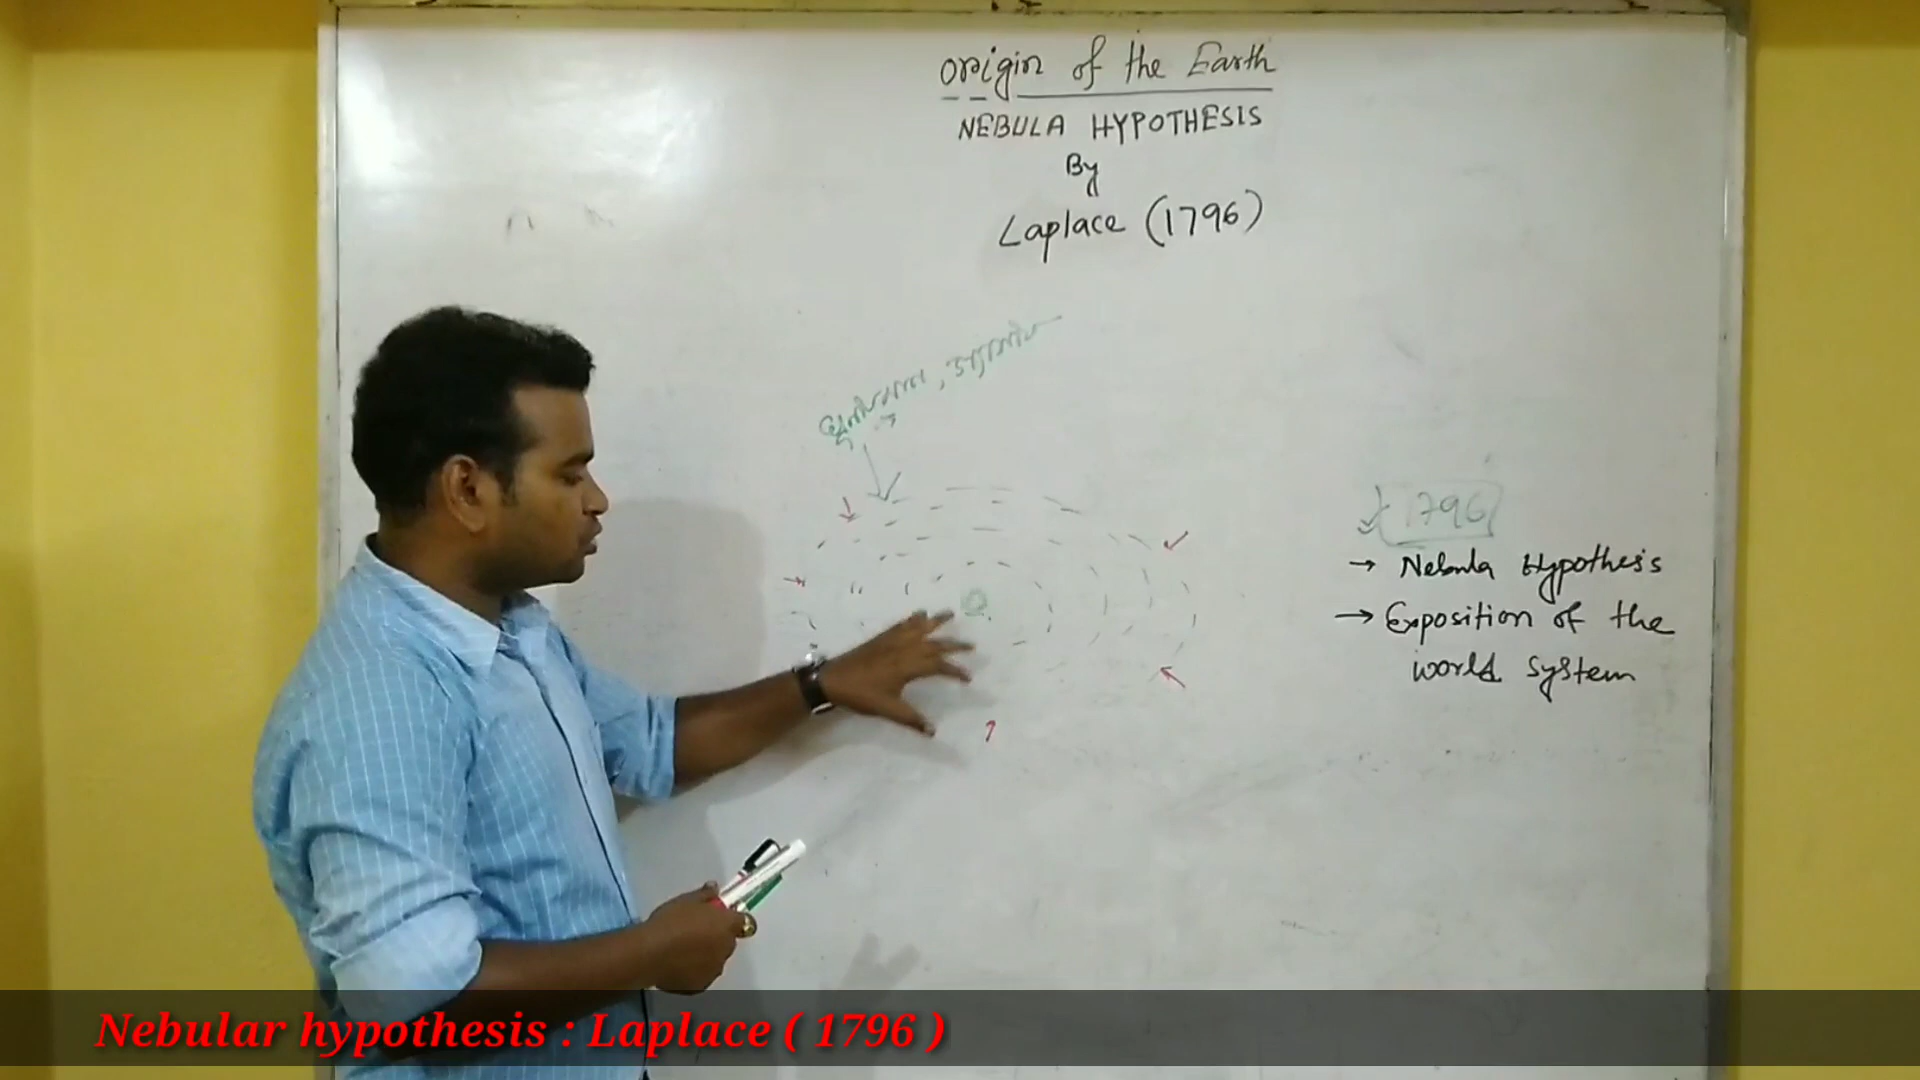 Origin of the Earth
NEBULA HYPOTHESIS
By
Laplace (1796)
1796
→ Nebula Hypothesis
→ Exposition of the
world system
Nebular hypothesis : Laplace ( 1796 )